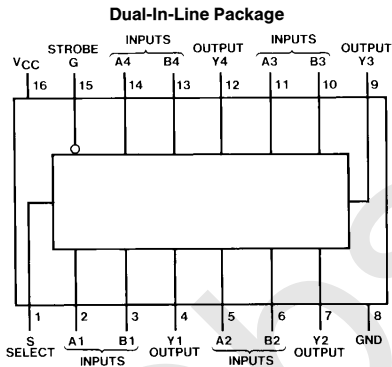 Dual-In-Line Package
STROBE INPUTS OUTPUT INPUTS OUTPUT
VCC G A4 B4 Y4 A3 B3 Y3
16 15 14 13 12 11 10 9
1 2 3 4 5 6 7 8
S A1 B1 Y1 A2 B2 Y2 GND
SELECT INPUTS OUTPUT INPUTS OUTPUT